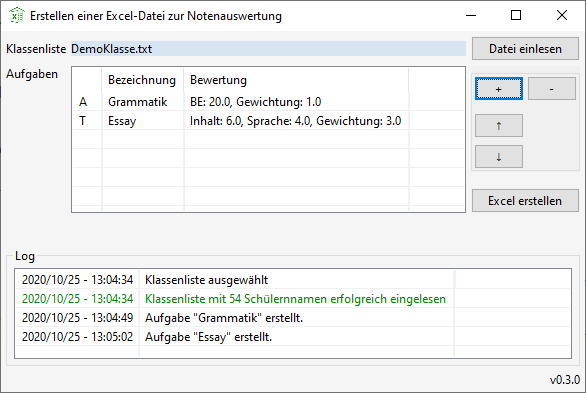 Erstellen einer Excel-Datei zur Notenauswertung
Klassenliste DemoKlasse.txt Datei einlesen
Aufgaben
Bezeichnung Bewertung
A Grammatik BE: 20.0, Gewichtung: 1.0
T Essay Inhalt: 6.0, Sprache: 4.0, Gewichtung: 3.0
+ -
↑
↓
Excel erstellen
Log
2020/10/25 - 13:04:34 Klassenliste ausgewählt
2020/10/25 - 13:04:34 Klassenliste mit 54 Schülernnamen erfolgreich eingelesen
2020/10/25 - 13:04:49 Aufgabe "Grammatik" erstellt.
2020/10/25 - 13:05:02 Aufgabe "Essay" erstellt.
v0.3.0